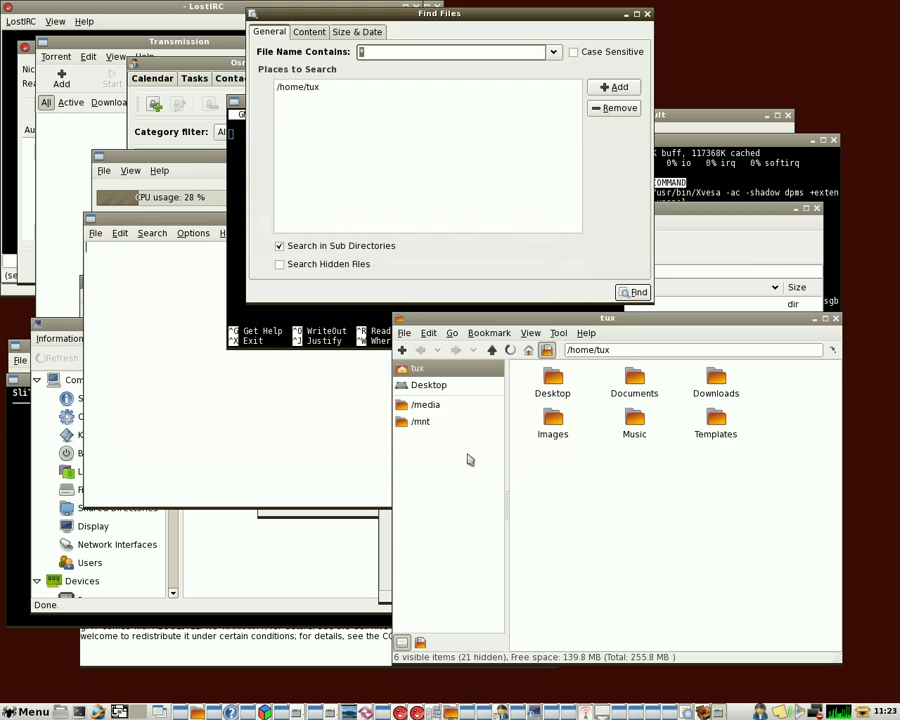 - LostIRC
LostIRC View Help
Find Files
General Content Size & Date
File Name Contains: *
Case Sensitive
Places to Search
/home/tux
Add
Remove
Search in Sub Directories
Search Hidden Files
Find
Transmission
Torrent Edit View
Add Start
All Active
Calendar Tasks
Category filter:
File View Help
CPU usage: 28 %
File Edit Search Options
K buff, 117368K cached
0% io 0% irq 0% softirq
COMMAND
/usr/bin/Xvesa -ac -shadow dpms +exten
Size
dir
^G Get Help ^O WriteOut ^R Read
^X Exit ^J Justify ^W Wher
tux
File Edit Go Bookmark View Tool Help
/home/tux
tux
Desktop
/media
/mnt
Desktop Documents Downloads
Images Music Templates
6 visible items (21 hidden), Free space: 139.8 MB (Total: 255.8 MB )
File
Refresh
Display
Network Interfaces
Users
Devices
Done.
welcome to redistribute it under certain conditions; for details, see the
Menu
11:23